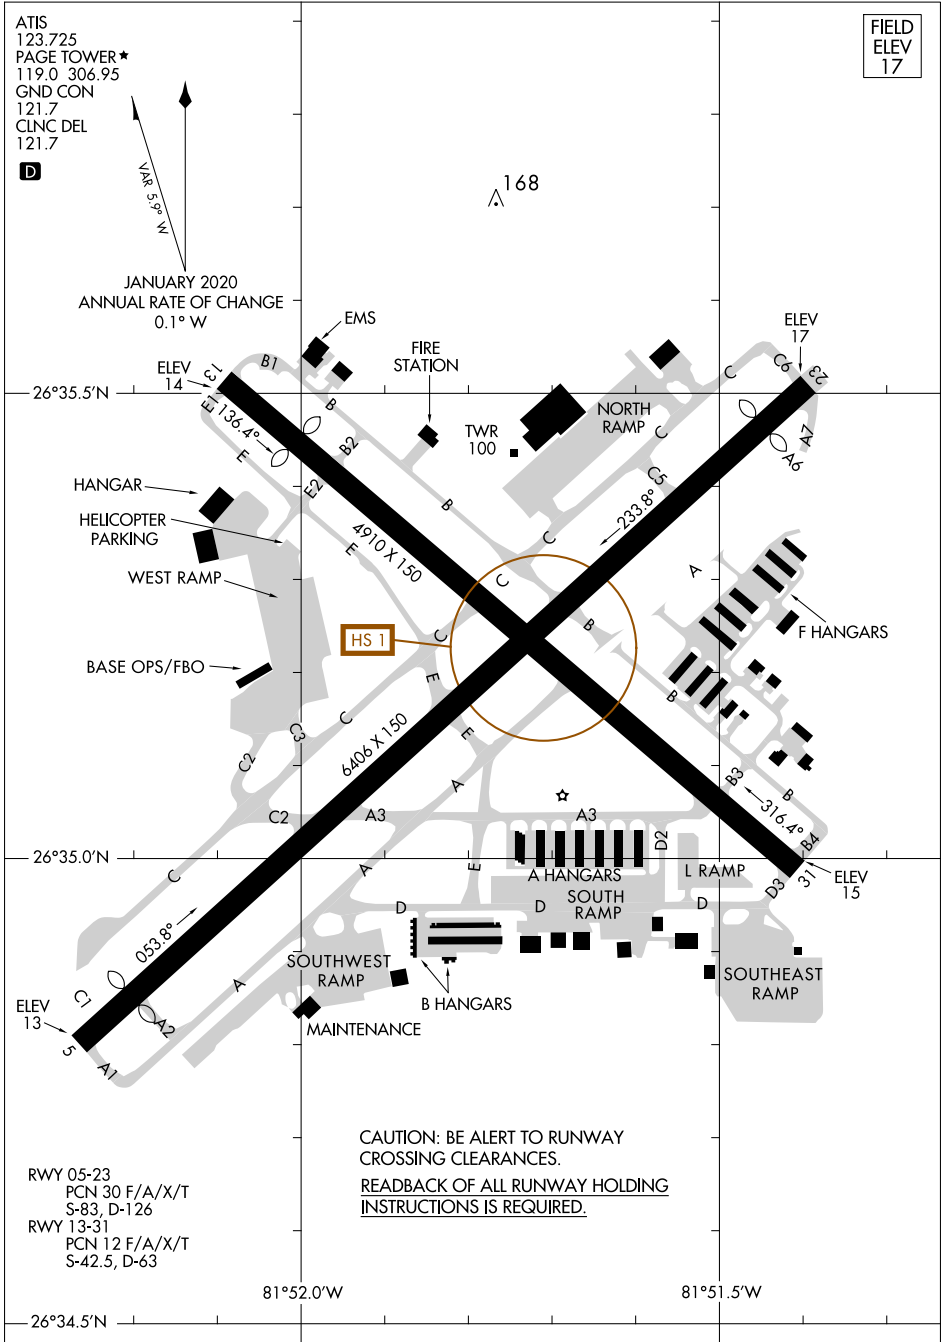 ATIS
123.725
PAGE TOWER★
119.0 306.95
GND CON
121.7
CLNC DEL
121.7
D
FIELD
ELEV
17
VAR 5.9° W
168
JANUARY 2020
ANNUAL RATE OF CHANGE
0.1° W
EMS
FIRE
STATION
ELEV
17
ELEV
14
13
B1
C
C6
23
26°35.5'N
E1
136.4°
B
B2
TWR
100
NORTH
RAMP
C
A7
A6
E
E2
C5
HANGAR
HELICOPTER
PARKING
WEST RAMP
B
233.8°
4910 X 150
E
C
C
A
HS 1
C
B
F HANGARS
BASE OPS/FBO
E
B
C
C3
C2
6406 X 150
E
A
B3
B
316.4°
C2
A3
A3
D2
B4
26°35.0'N
C
A
E
A HANGARS
L RAMP
D3
31
ELEV
15
SOUTH
RAMP
D
D
D
053.8°
SOUTHWEST
RAMP
SOUTHEAST
RAMP
A
B HANGARS
C1
ELEV
13
A2
MAINTENANCE
5
A1
CAUTION: BE ALERT TO RUNWAY
CROSSING CLEARANCES.
READBACK OF ALL RUNWAY HOLDING
INSTRUCTIONS IS REQUIRED.
RWY 05-23
PCN 30 F/A/X/T
S-83, D-126
RWY 13-31
PCN 12 F/A/X/T
S-42.5, D-63
81°52.0'W
81°51.5'W
26°34.5'N